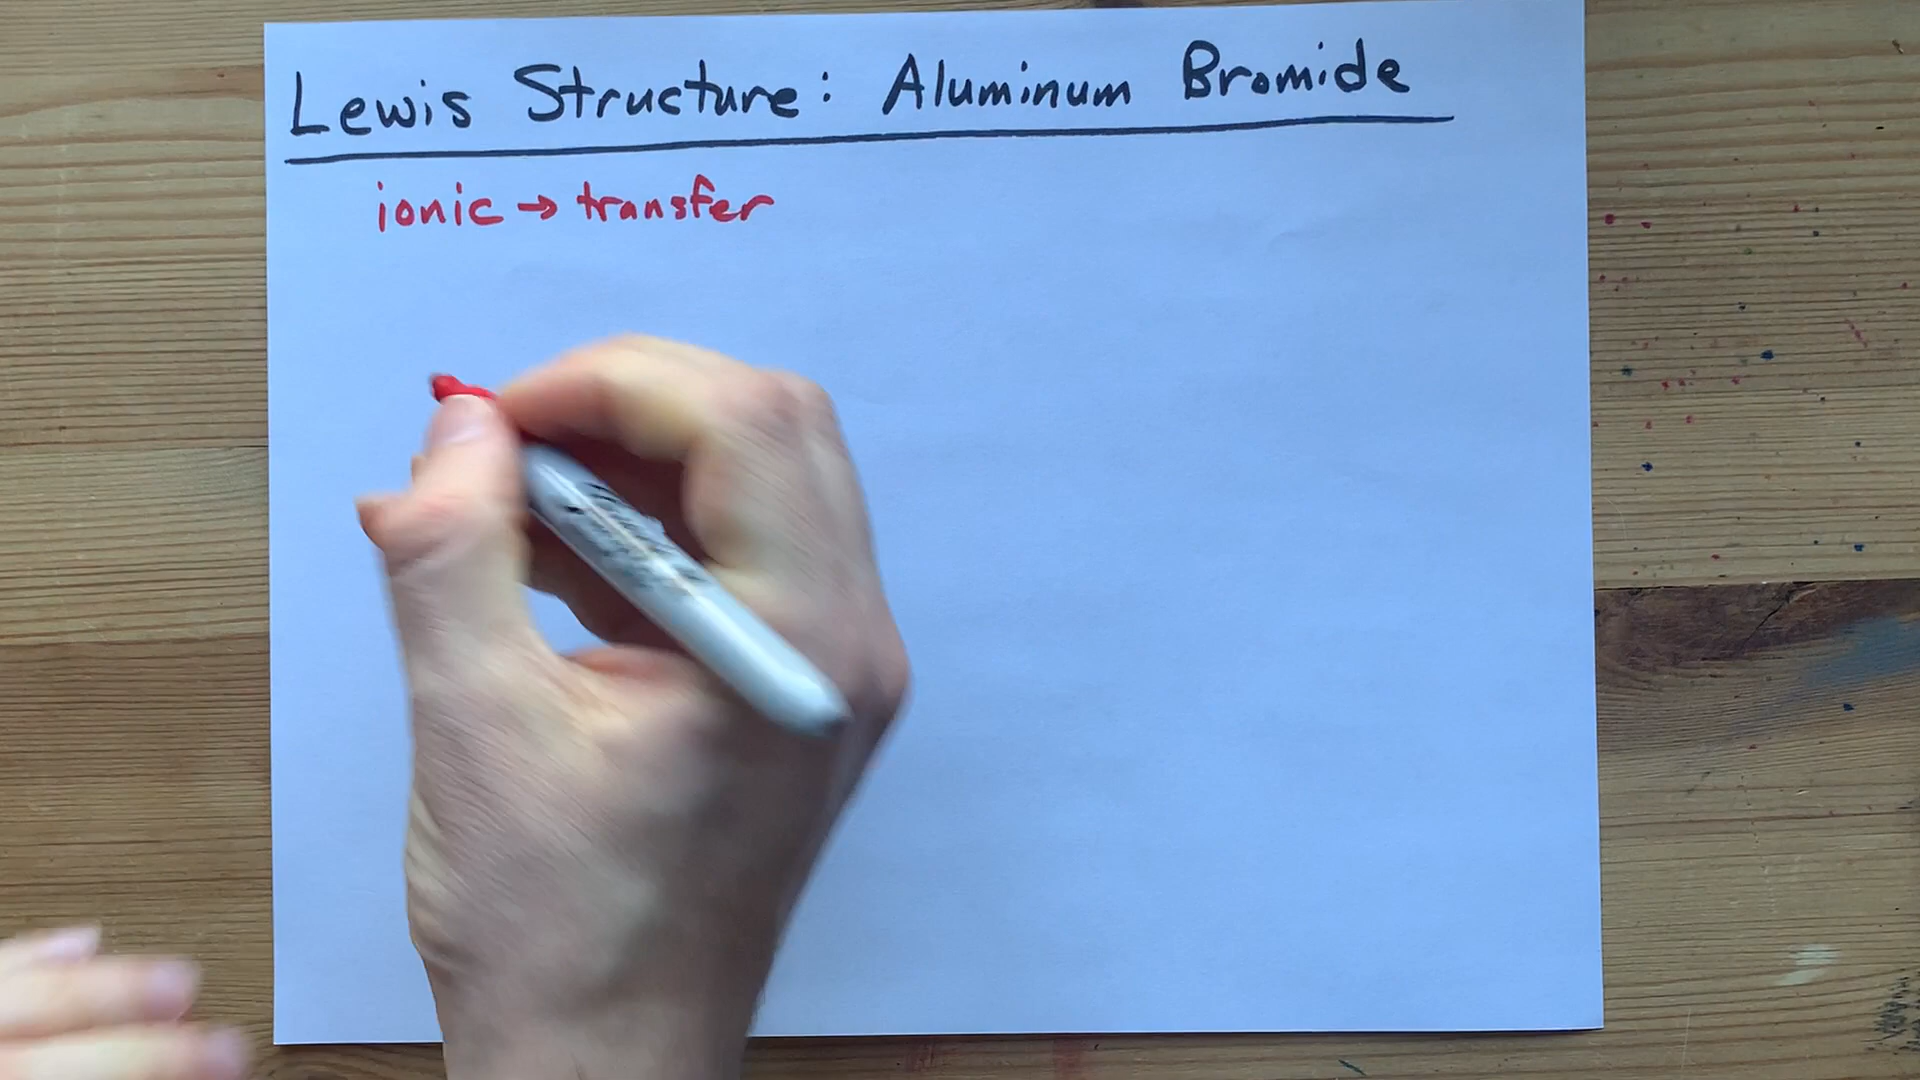 Lewis Structure: Aluminum Bromide
ionic → transfer